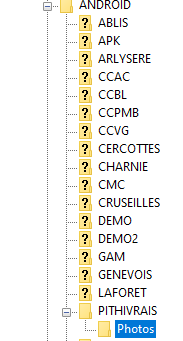 ANDROID
ABLIS
APK
ARLYSERE
CCAC
CCBL
CCPMB
CCVG
CERCOTTES
CHARNIE
CMC
CRUSEILLES
DEMO
DEMO2
GAM
GENEVOIS
LAFORET
PITHIVRAIS
Photos